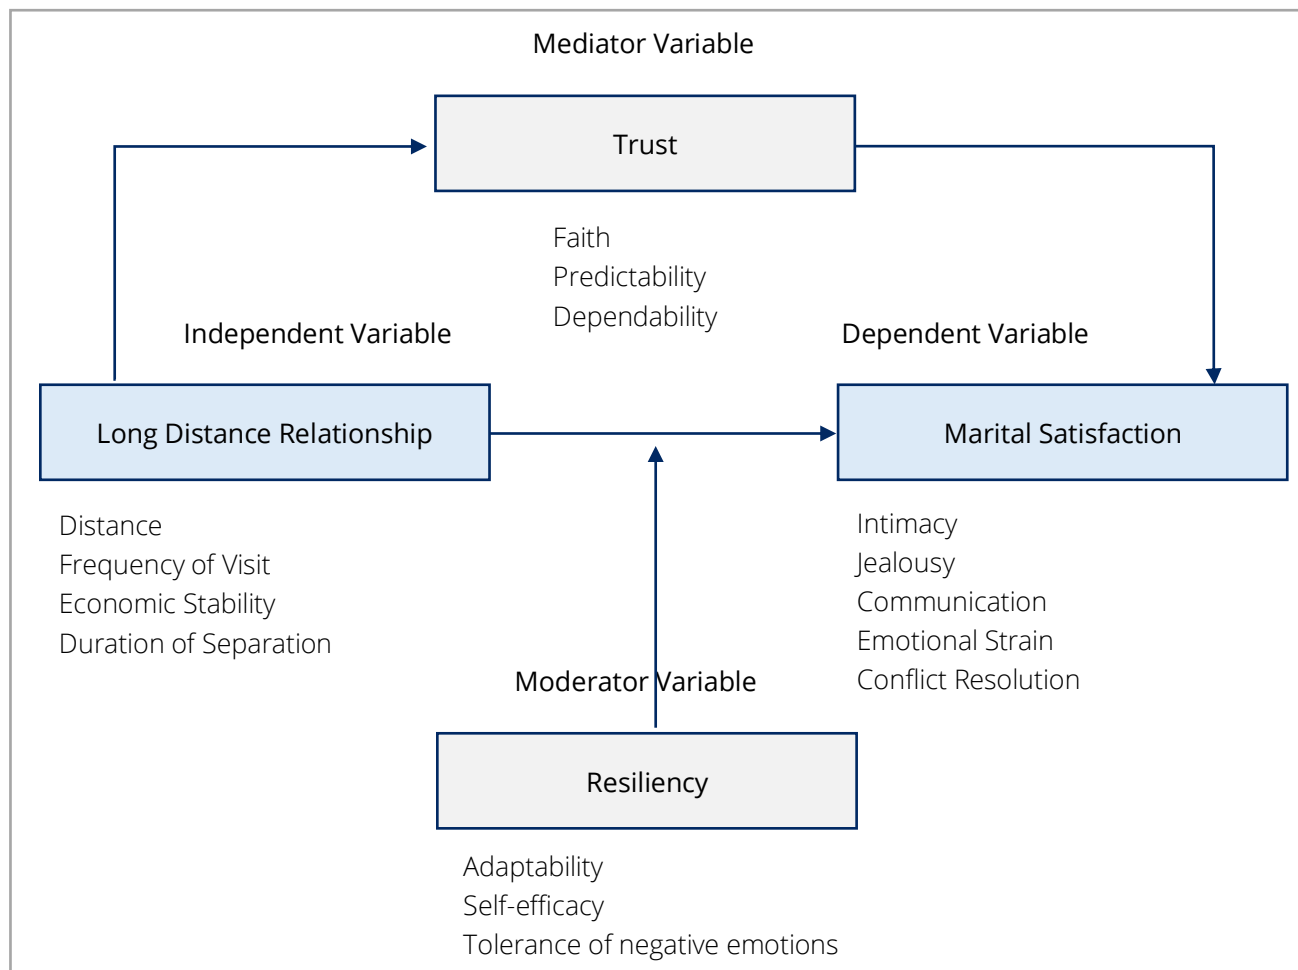 Mediator Variable
Trust
Faith
Predictability
Dependability
Independent Variable
Dependent Variable
Long Distance Relationship
Marital Satisfaction
Distance
Frequency of Visit
Economic Stability
Duration of Separation
Intimacy
Jealousy
Communication
Emotional Strain
Conflict Resolution
Moderator Variable
Resiliency
Adaptability
Self-efficacy
Tolerance of negative emotions